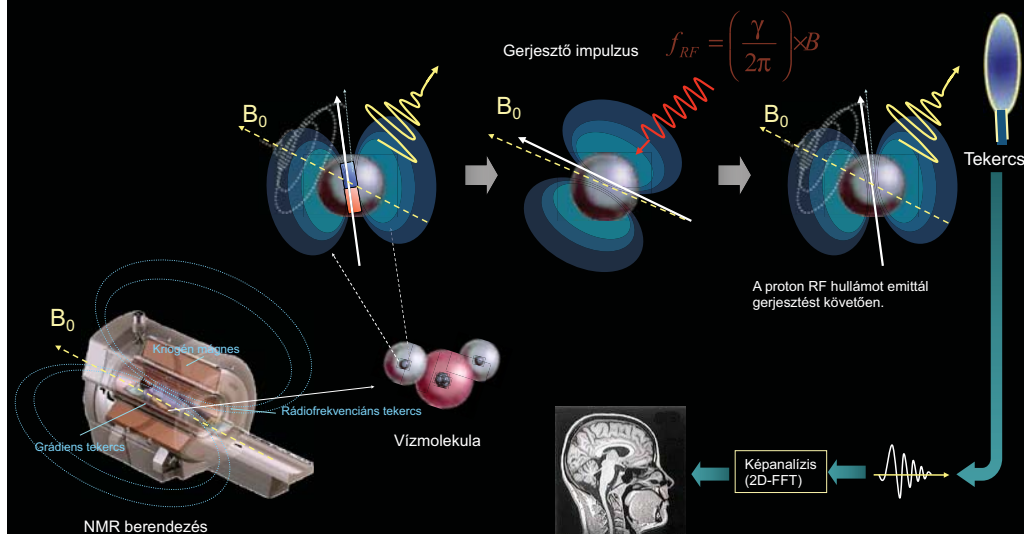 Gerjesztő impulzus
f_RF = (γ / 2π) × B
B₀
B₀
B₀
Tekercs
A proton RF hullámot emittál
gerjesztést követően.
B₀
Kriogén mágnes
Rádiofrekvenciáns tekercs
Grádiens tekercs
Vízmolekula
Képanalízis
(2D-FFT)
NMR berendezés